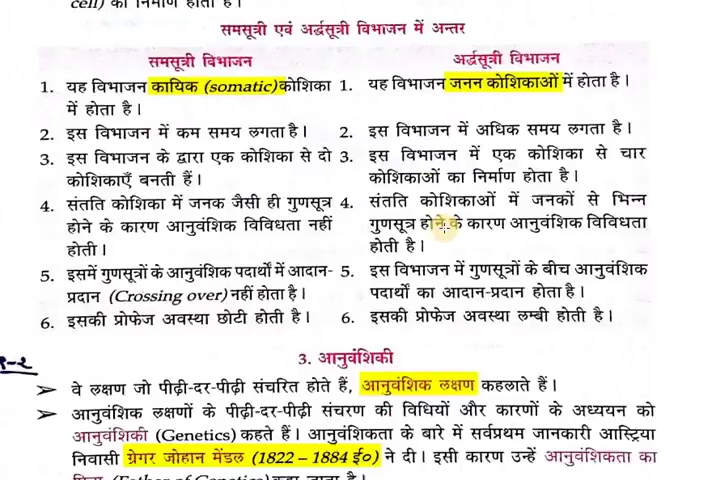 cell) का निर्माण होता है।
समसूत्री एवं अर्द्धसूत्री विभाजन में अन्तर
समसूत्री विभाजन
1. यह विभाजन कायिक (somatic)कोशिका
में होता है।
2. इस विभाजन में कम समय लगता है।
3. इस विभाजन के द्वारा एक कोशिका से दो
कोशिकाएँ बनती हैं।
4. संतति कोशिका में जनक जैसी ही गुणसूत्र
होने के कारण आनुवंशिक विविधता नहीं
होती।
5. इसमें गुणसूत्रों के आनुवंशिक पदार्थों में आदान-
प्रदान (Crossing over) नहीं होता है।
6. इसकी प्रोफेज अवस्था छोटी होती है।
अर्द्धसूत्री विभाजन
1. यह विभाजन जनन कोशिकाओं में होता है।
2. इस विभाजन में अधिक समय लगता है।
3. इस विभाजन में एक कोशिका से चार
कोशिकाओं का निर्माण होता है।
4. संतति कोशिकाओं में जनकों से भिन्न
गुणसूत्र होने के कारण आनुवंशिक विविधता
होती है।
5. इस विभाजन में गुणसूत्रों के बीच आनुवंशिक
पदार्थों का आदान-प्रदान होता है।
6. इसकी प्रोफेज अवस्था लम्बी होती है।
3. आनुवंशिकी
➤ वे लक्षण जो पीढ़ी-दर-पीढ़ी संचरित होते हैं, आनुवंशिक लक्षण कहलाते हैं।
➤ आनुवंशिक लक्षणों के पीढ़ी-दर-पीढ़ी संचरण की विधियों और कारणों के अध्ययन को
आनुवंशिकी (Genetics) कहते हैं। आनुवंशिकता के बारे में सर्वप्रथम जानकारी आस्ट्रिया
निवासी ग्रेगर जोहान मेंडल (1822 – 1884 ई०) ने दी। इसी कारण उन्हें आनुवंशिकता का